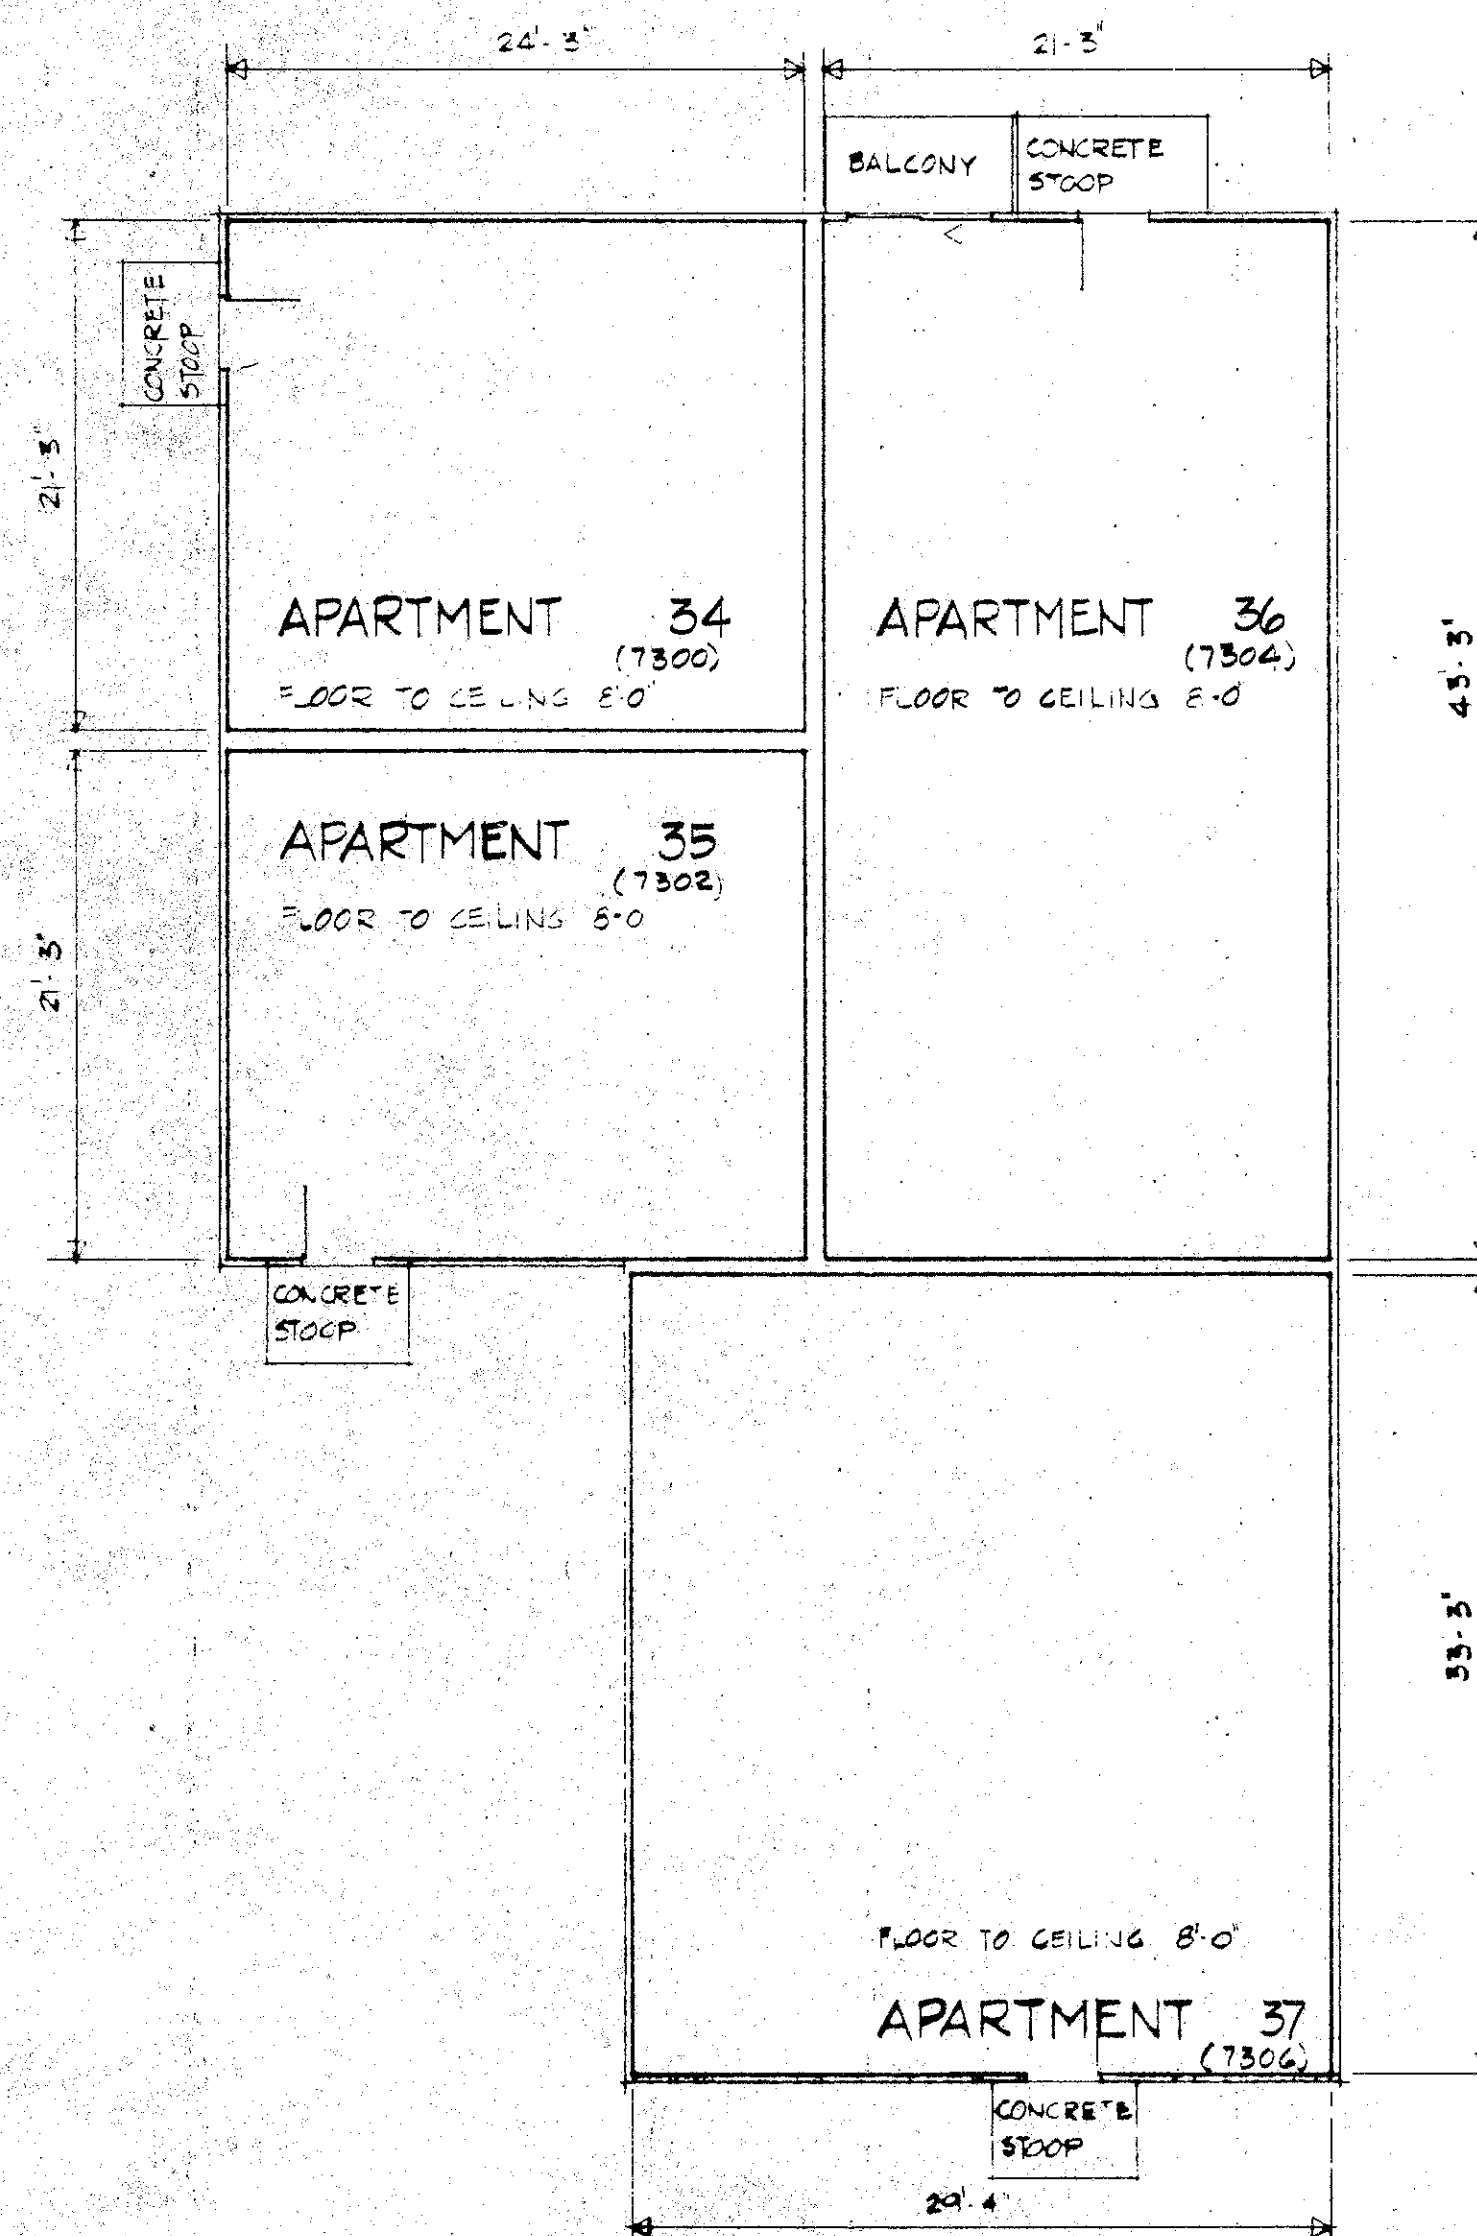 24'-3"
21'-3"
BALCONY
CONCRETE
STOOP
CONCRETE
STOOP
21'-3"
APARTMENT 34
(7300)
FLOOR TO CEILING 8'-0"
APARTMENT 36
(7304)
FLOOR TO CEILING 8'-0"
43'-3"
APARTMENT 35
(7302)
FLOOR TO CEILING 8'-0
21'-3"
CONCRETE
STOOP
33'-3"
FLOOR TO CEILING 8'-0"
APARTMENT 37
(7306)
CONCRETE
STOOP
29'-4"